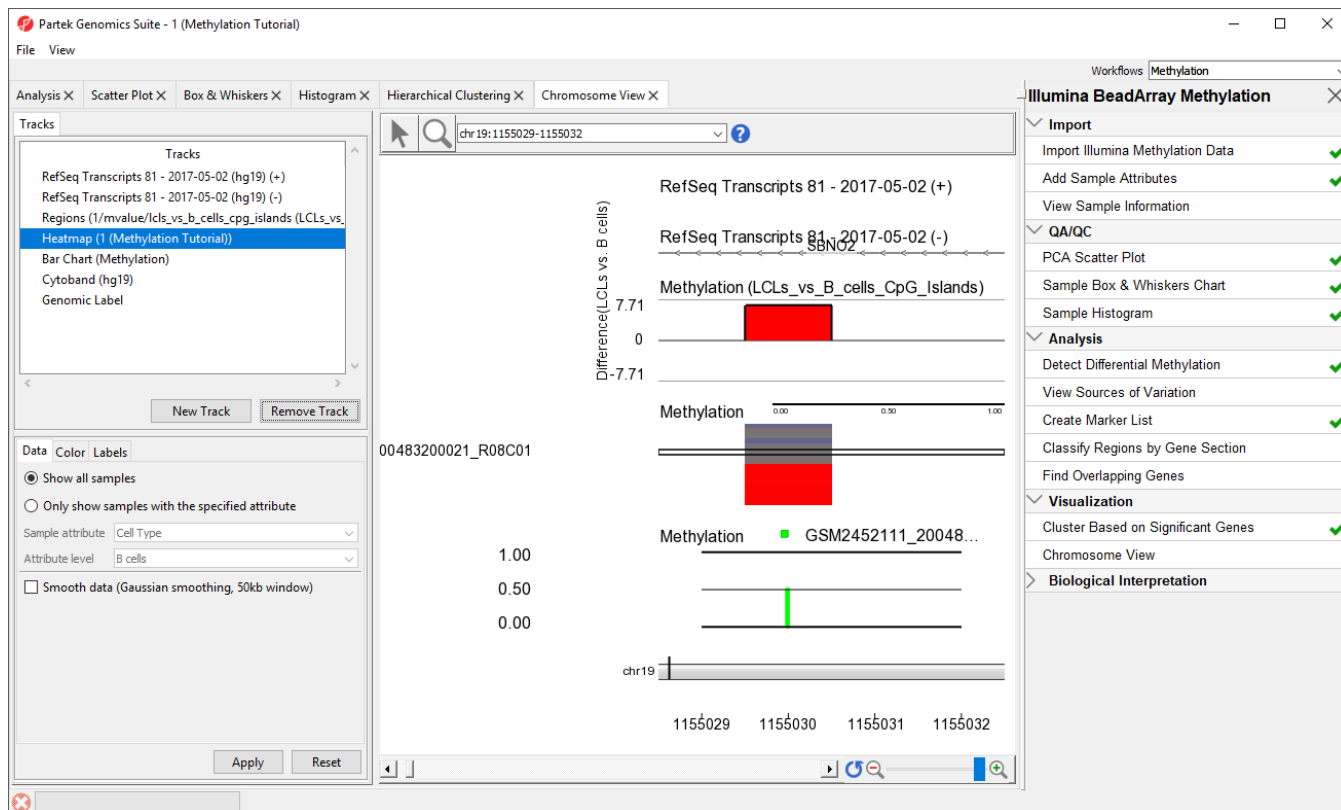 Partek Genomics Suite - 1 (Methylation Tutorial)
File View
Workflows Methylation
Analysis Scatter Plot Box & Whiskers Histogram Hierarchical Clustering Chromosome View
Tracks
Tracks
RefSeq Transcripts 81 - 2017-05-02 (hg19) (+)
RefSeq Transcripts 81 - 2017-05-02 (hg19) (-)
Regions (1/mvalue/lcls_vs_b_cells_cpg_islands (LCLs_vs_
Heatmap (1 (Methylation Tutorial))
Bar Chart (Methylation)
Cytoband (hg19)
Genomic Label
New Track Remove Track
Data Color Labels
Show all samples
Only show samples with the specified attribute
Sample attribute Cell Type
Attribute level B cells
Smooth data (Gaussian smoothing, 50kb window)
Apply Reset
chr19:1155029-1155032
RefSeq Transcripts 81 - 2017-05-02 (+)
RefSeq Transcripts 81 - 2017-05-02 (-)
SBNO2
Methylation (LCLs_vs_B_cells_CpG_Islands)
Difference(LCLs vs. B cells)
7.71
0
-7.71
Methylation 0.00 0.50 1.00
00483200021_R08C01
Methylation GSM2452111_20048...
1.00
0.50
0.00
chr19
1155029 1155030 1155031 1155032
Illumina BeadArray Methylation
Import
Import Illumina Methylation Data
Add Sample Attributes
View Sample Information
QA/QC
PCA Scatter Plot
Sample Box & Whiskers Chart
Sample Histogram
Analysis
Detect Differential Methylation
View Sources of Variation
Create Marker List
Classify Regions by Gene Section
Find Overlapping Genes
Visualization
Cluster Based on Significant Genes
Chromosome View
Biological Interpretation